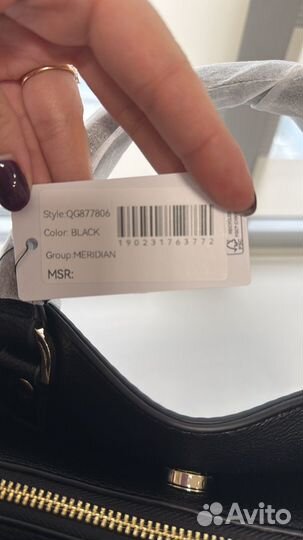 Style:QG877806
Color: BLACK
190231763772
Group:MERIDIAN
MSR:
Avito